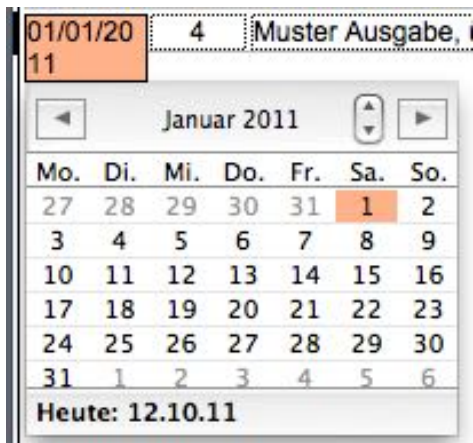 01/01/20 4 Muster Ausgabe,
11
Januar 2011
Mo. Di. Mi. Do. Fr. Sa. So.
27 28 29 30 31 1 2
3 4 5 6 7 8 9
10 11 12 13 14 15 16
17 18 19 20 21 22 23
24 25 26 27 28 29 30
31 1 2 3 4 5 6
Heute: 12.10.11